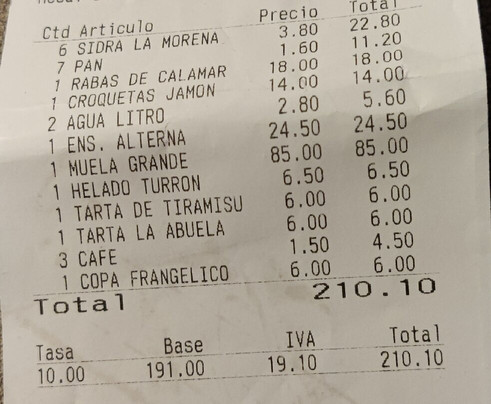 Ctd Articulo Precio Total
6 SIDRA LA MORENA 3.80 22.80
7 PAN 1.60 11.20
1 RABAS DE CALAMAR 18.00 18.00
1 CROQUETAS JAMON 14.00 14.00
2 AGUA LITRO 2.80 5.60
1 ENS. ALTERNA 24.50 24.50
1 MUELA GRANDE 85.00 85.00
1 HELADO TURRON 6.50 6.50
1 TARTA DE TIRAMISU 6.00 6.00
1 TARTA LA ABUELA 6.00 6.00
3 CAFE 1.50 4.50
1 COPA FRANGELICO 6.00 6.00
Total 210.10
Tasa Base IVA Total
10.00 191.00 19.10 210.10